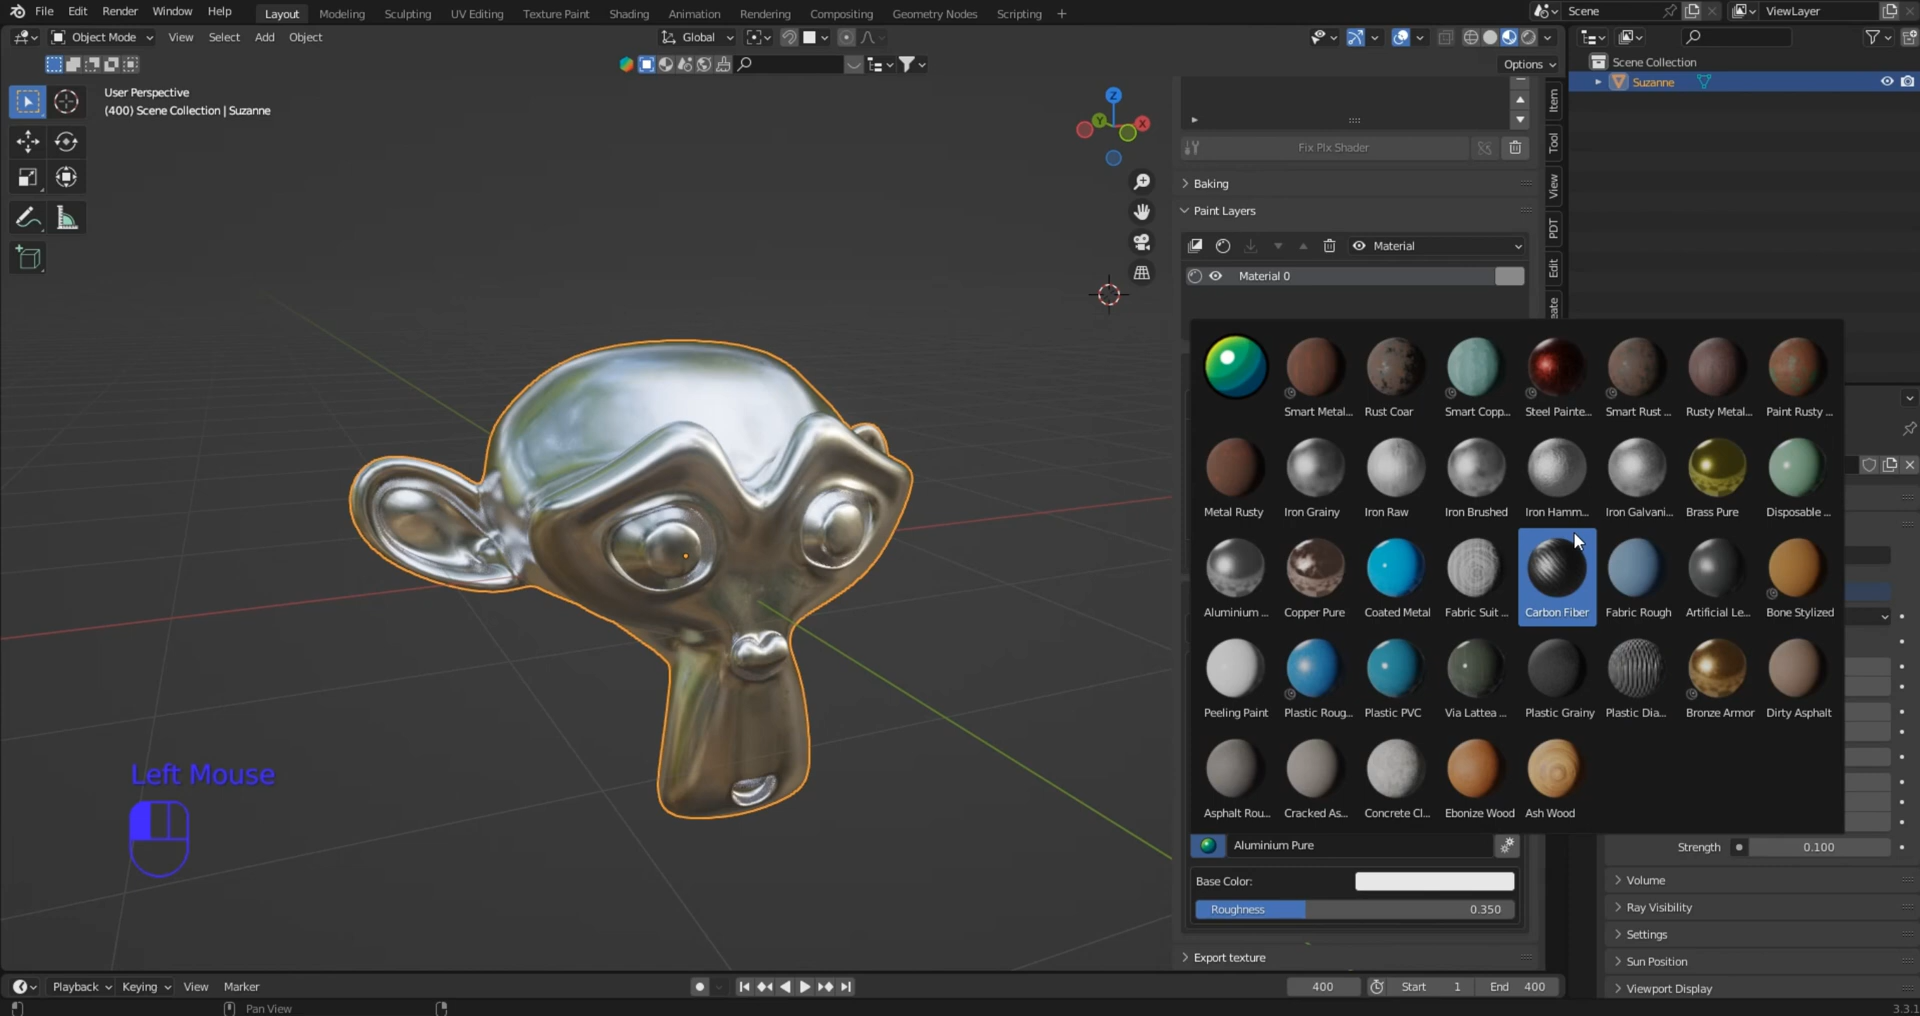 File Edit Render Window Help Layout Modeling Sculpting UV Editing Texture Paint Shading Animation Rendering Compositing Geometry Nodes Scripting + Scene ViewLayer
Object Mode View Select Add Object Global
Options
Scene Collection
Suzanne
User Perspective
(400) Scene Collection | Suzanne
Z
Y X
Item
Tool
View
PDT
Edit
Fix Plx Shader
Baking
Paint Layers
Material
Material 0
Smart Metal... Rust Coar Smart Copp... Steel Painte... Smart Rust ... Rusty Metal... Paint Rusty ...
Metal Rusty Iron Grainy Iron Raw Iron Brushed Iron Hamm... Iron Galvani... Brass Pure Disposable ...
Aluminium ... Copper Pure Coated Metal Fabric Suit ... Carbon Fiber Fabric Rough Artificial Le... Bone Stylized
Peeling Paint Plastic Roug... Plastic PVC Via Lattea ... Plastic Grainy Plastic Dia... Bronze Armor Dirty Asphalt
Asphalt Rou... Cracked As... Concrete Cl... Ebonize Wood Ash Wood
Left Mouse
Aluminium Pure
Strength 0.100
Base Color:
Roughness 0.350
Volume
Ray Visibility
Settings
Export texture
Sun Position
Viewport Display
Playback Keying View Marker 400 Start 1 End 400
Pan View
3.3.1